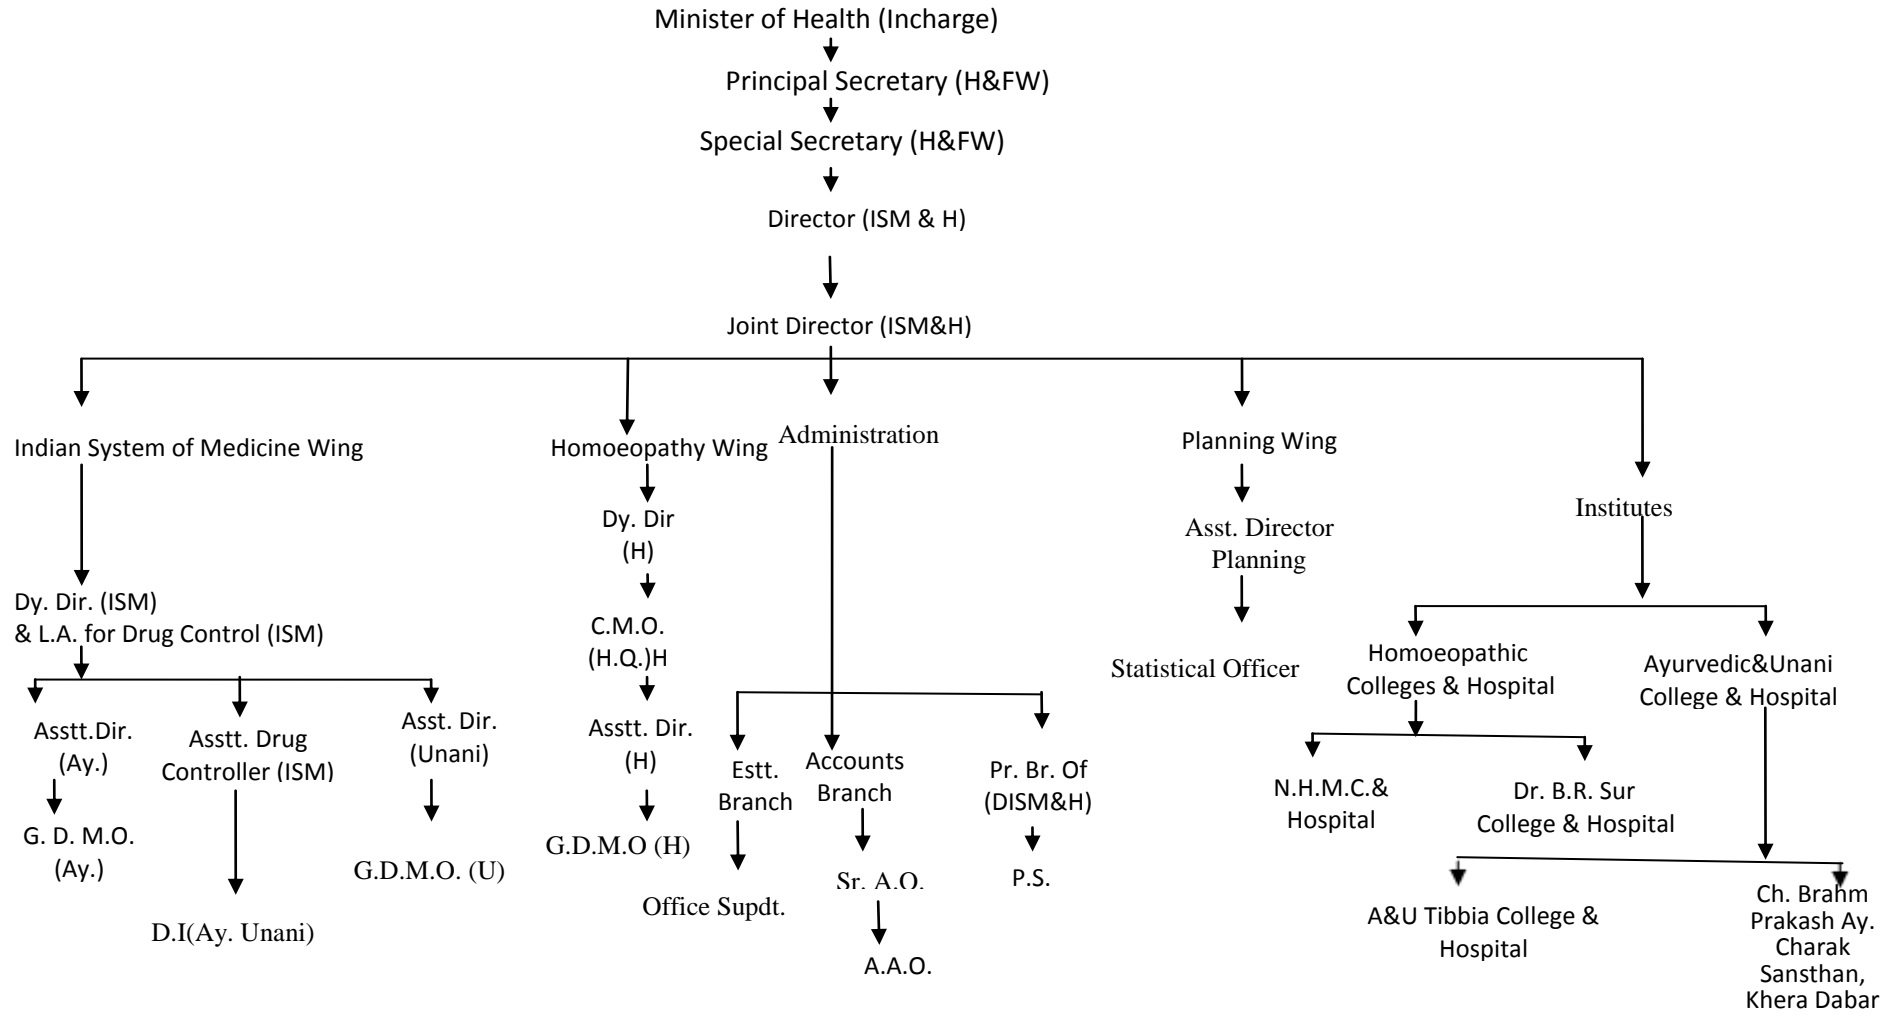 Minister of Health (Incharge)
Principal Secretary (H&FW)
Special Secretary (H&FW)
Director (ISM & H)
Joint Director (ISM&H)
Indian System of Medicine Wing
Dy. Dir. (ISM)
& L.A. for Drug Control (ISM)
Asstt.Dir.
(Ay.)
G. D. M.O.
(Ay.)
Asstt. Drug
Controller (ISM)
D.I(Ay. Unani)
Asst. Dir.
(Unani)
G.D.M.O. (U)
Homoeopathy Wing
Dy. Dir
(H)
C.M.O.
(H.Q.)H
Asstt. Dir.
(H)
G.D.M.O (H)
Administration
Estt.
Branch
Office Supdt.
Accounts
Branch
Sr. A.O.
A.A.O.
Pr. Br. Of
(DISM&H)
P.S.
Planning Wing
Asst. Director
Planning
Statistical Officer
Institutes
Homoeopathic
Colleges & Hospital
N.H.M.C.&
Hospital
Dr. B.R. Sur
College & Hospital
Ayurvedic&Unani
College & Hospital
A&U Tibbia College &
Hospital
Ch. Brahm
Prakash Ay.
Charak
Sansthan,
Khera Dabar